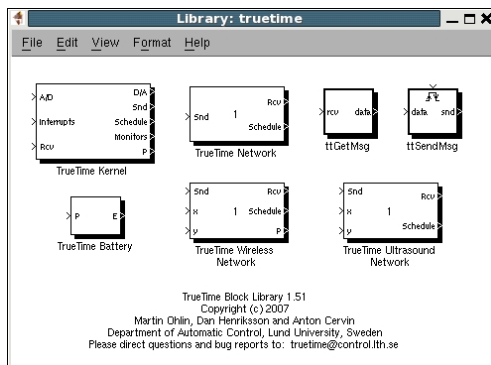 Library: truetime
File Edit View Format Help
A/D
Interrupts
Rcv
D/A
Snd
Schedule
Monitors
P
TrueTime Kernel
Snd
1
Rcv
Schedule
TrueTime Network
rcv data
ttGetMsg
data snd
ttSendMsg
P E
TrueTime Battery
Snd
x
y
1
Rcv
Schedule
P
TrueTime Wireless
Network
Snd
x
y
1
Rcv
Schedule
TrueTime Ultrasound
Network
TrueTime Block Library 1.51
Copyright (c) 2007
Martin Ohlin, Dan Henriksson and Anton Cervin
Department of Automatic Control, Lund University, Sweden
Please direct questions and bug reports to: truetime@control.lth.se